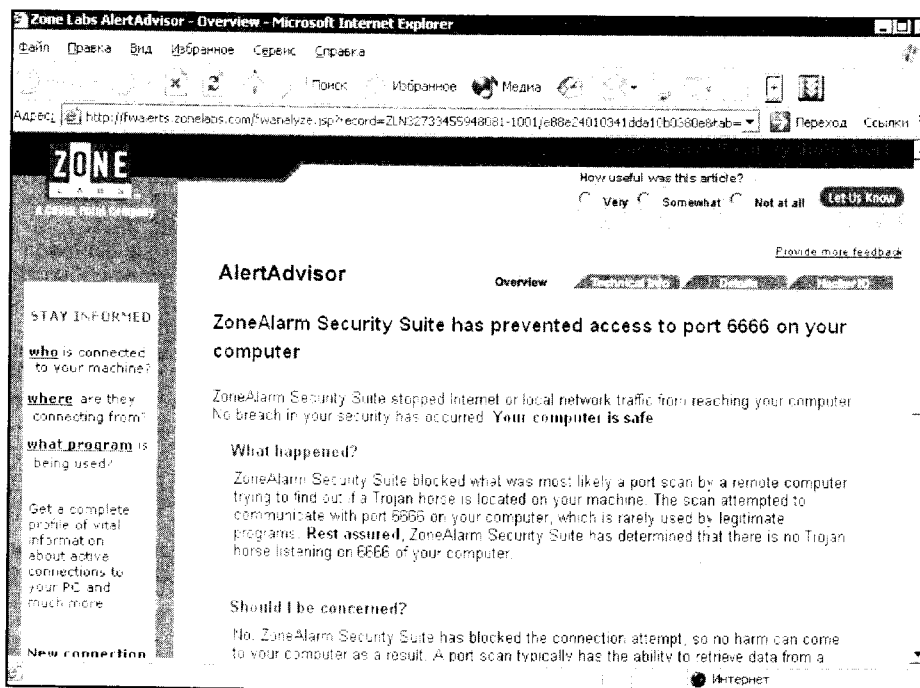 Zone Labs AlertAdvisor - Overview - Microsoft Internet Explorer
Файл Правка Вид Избранное Сервис Справка
Поиск Избранное Медиа
Адрес: http://fwalerts.zonelabs.com/fwanalyze.jsp?record=ZLN32733455948081-1001/e88e24010341dda10b0380e8&tab= Переход Ссылки
ZONE
LABS
A Check Point Company
How useful was this article?
Very Somewhat Not at all Let Us Know
Provide more feedback
AlertAdvisor
Overview Technical Info Details Hacker ID
ZoneAlarm Security Suite has prevented access to port 6666 on your
computer
ZoneAlarm Security Suite stopped Internet or local network traffic from reaching your computer.
No breach in your security has occurred. Your computer is safe
What happened?
ZoneAlarm Security Suite blocked what was most likely a port scan by a remote computer
trying to find out if a Trojan horse is located on your machine. The scan attempted to
communicate with port 6666 on your computer, which is rarely used by legitimate
programs. Rest assured, ZoneAlarm Security Suite has determined that there is no Trojan
horse listening on 6666 of your computer.
Should I be concerned?
No. ZoneAlarm Security Suite has blocked the connection attempt, so no harm can come
to your computer as a result. A port scan typically has the ability to retrieve data from a
STAY INFORMED
who is connected
to your machine?
where are they
connecting from?
what program is
being used?
Get a complete
profile of vital
information
about active
connections to
your PC and
much more
New connection
Интернет